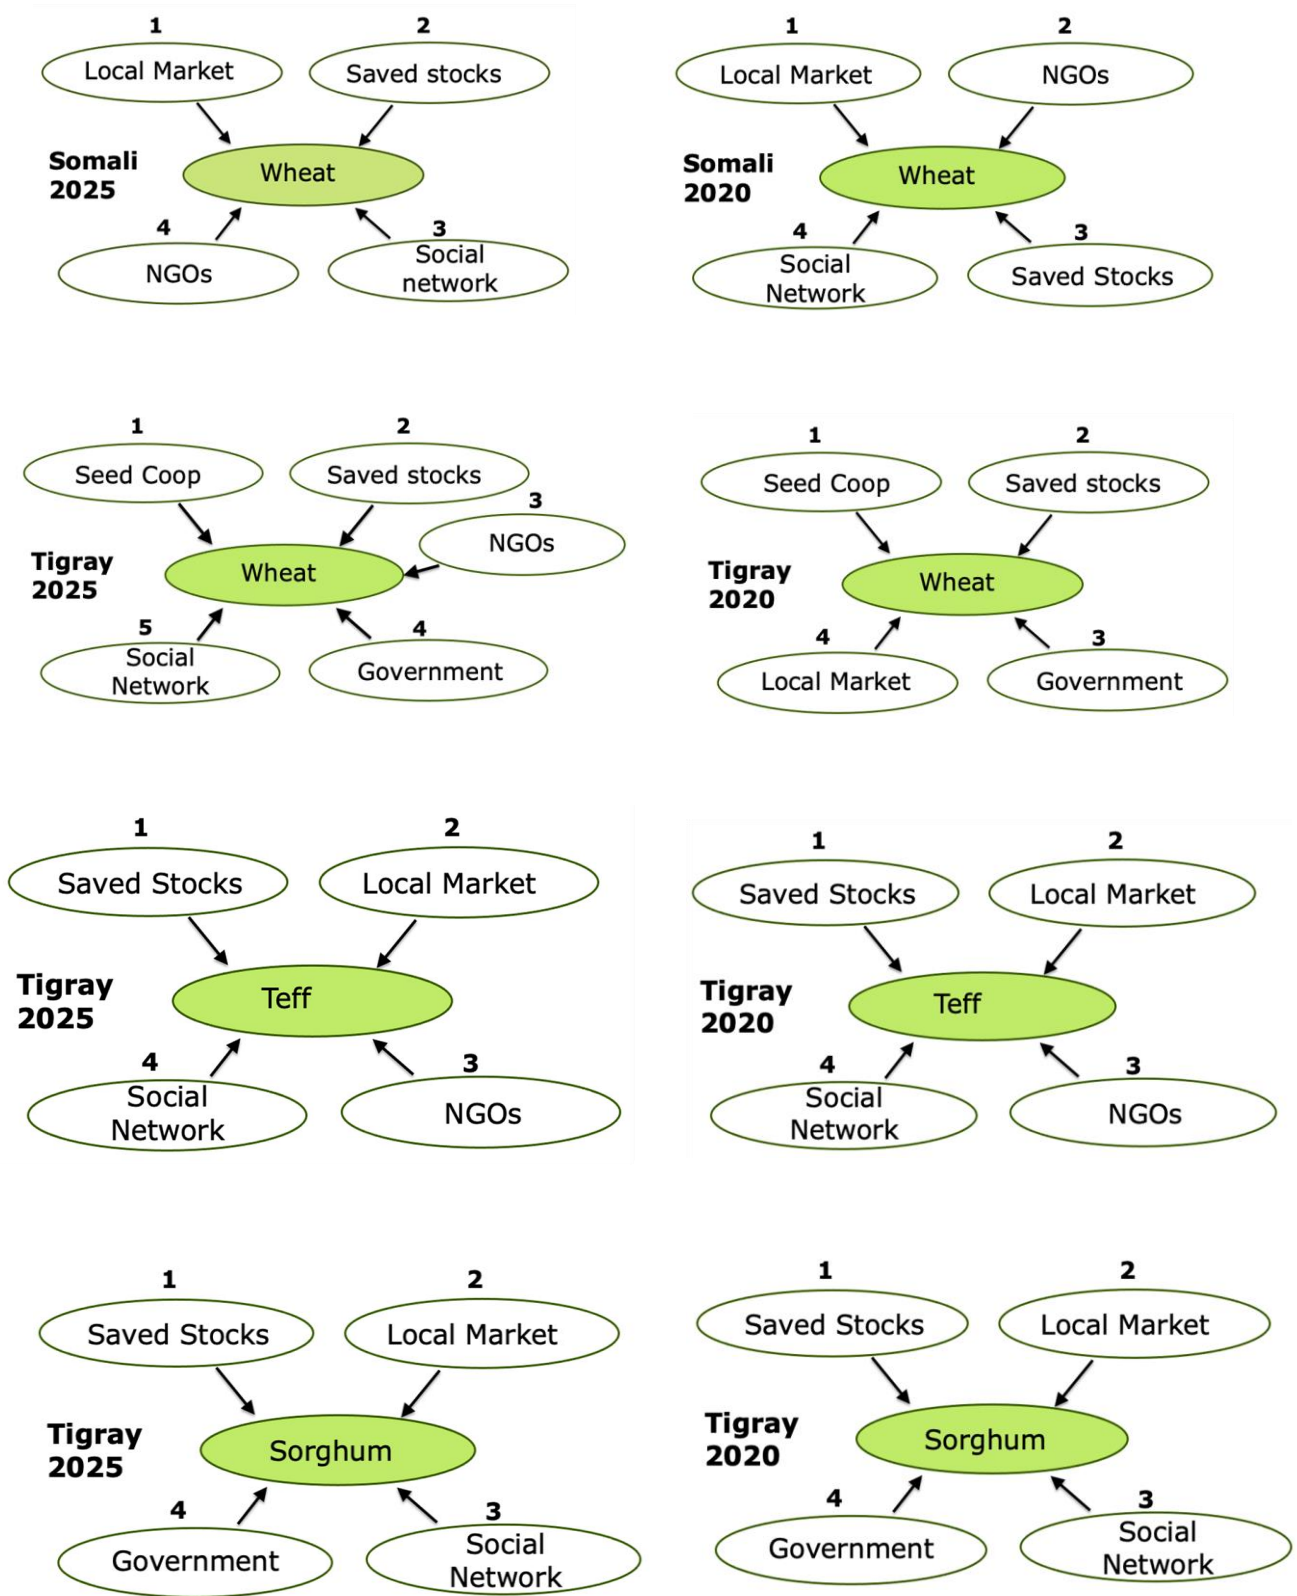 1
2
Local Market
Saved stocks
Somali
2025
Wheat
4
3
NGOs
Social
network
1
2
Local Market
NGOs
Somali
2020
Wheat
4
3
Social
Network
Saved Stocks
1
2
Seed Coop
Saved stocks
3
NGOs
Tigray
2025
Wheat
5
4
Social
Network
Government
1
2
Seed Coop
Saved stocks
Tigray
2020
Wheat
4
3
Local Market
Government
1
2
Saved Stocks
Local Market
Tigray
2025
Teff
4
3
Social
Network
NGOs
1
2
Saved Stocks
Local Market
Tigray
2020
Teff
4
3
Social
Network
NGOs
1
2
Saved Stocks
Local Market
Tigray
2025
Sorghum
4
3
Government
Social
Network
1
2
Saved Stocks
Local Market
Tigray
2020
Sorghum
4
3
Government
Social
Network